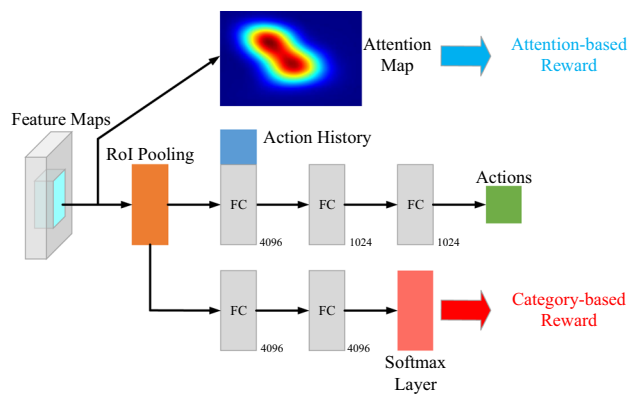 Attention
Map
Attention-based
Reward
Feature Maps
RoI Pooling
Action History
FC
4096
FC
1024
FC
1024
Actions
FC
4096
FC
4096
Softmax
Layer
Category-based
Reward